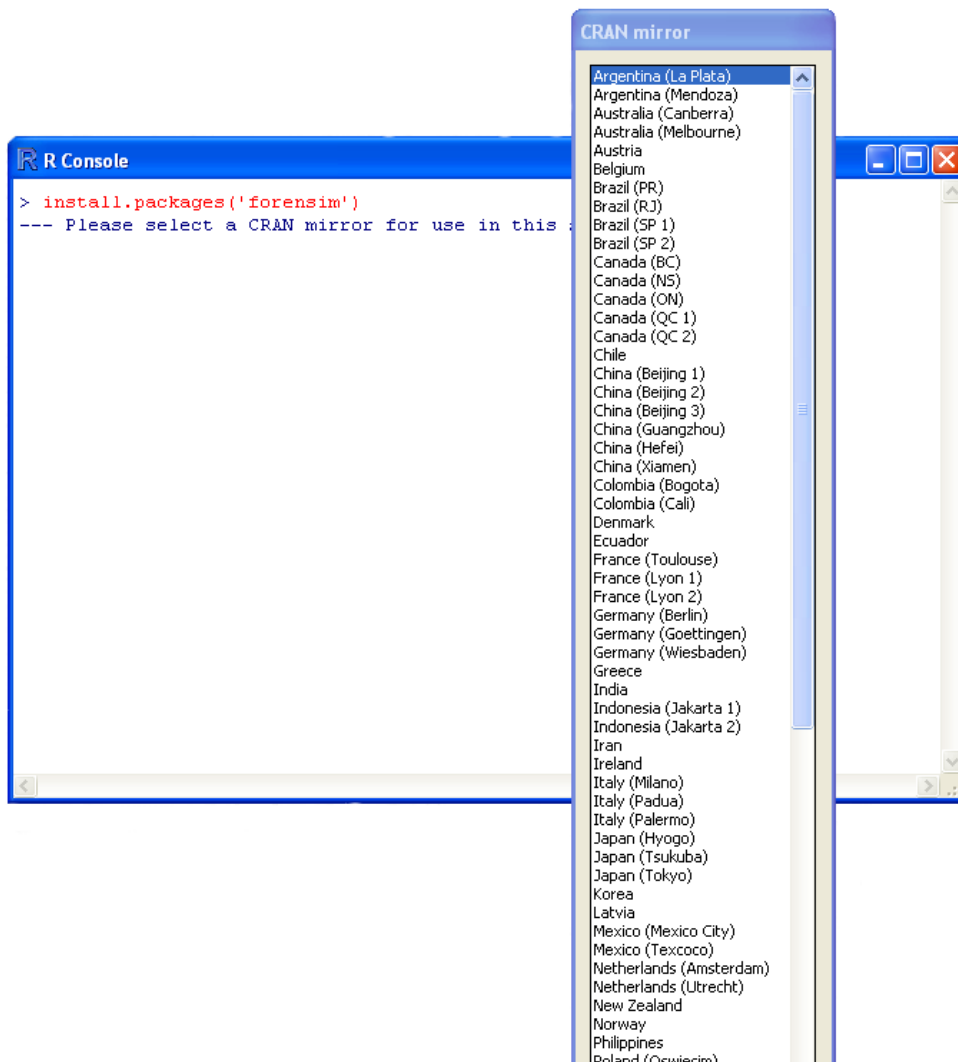 CRAN mirror
R Console
> install.packages('forensim')
--- Please select a CRAN mirror for use in this
Argentina (La Plata)
Argentina (Mendoza)
Australia (Canberra)
Australia (Melbourne)
Austria
Belgium
Brazil (PR)
Brazil (RJ)
Brazil (SP 1)
Brazil (SP 2)
Canada (BC)
Canada (NS)
Canada (ON)
Canada (QC 1)
Canada (QC 2)
Chile
China (Beijing 1)
China (Beijing 2)
China (Beijing 3)
China (Guangzhou)
China (Hefei)
China (Xiamen)
Colombia (Bogota)
Colombia (Cali)
Denmark
Ecuador
France (Toulouse)
France (Lyon 1)
France (Lyon 2)
Germany (Berlin)
Germany (Goettingen)
Germany (Wiesbaden)
Greece
India
Indonesia (Jakarta 1)
Indonesia (Jakarta 2)
Iran
Ireland
Italy (Milano)
Italy (Padua)
Italy (Palermo)
Japan (Hyogo)
Japan (Tsukuba)
Japan (Tokyo)
Korea
Latvia
Mexico (Mexico City)
Mexico (Texcoco)
Netherlands (Amsterdam)
Netherlands (Utrecht)
New Zealand
Norway
Philippines
Poland (Oswiecim)